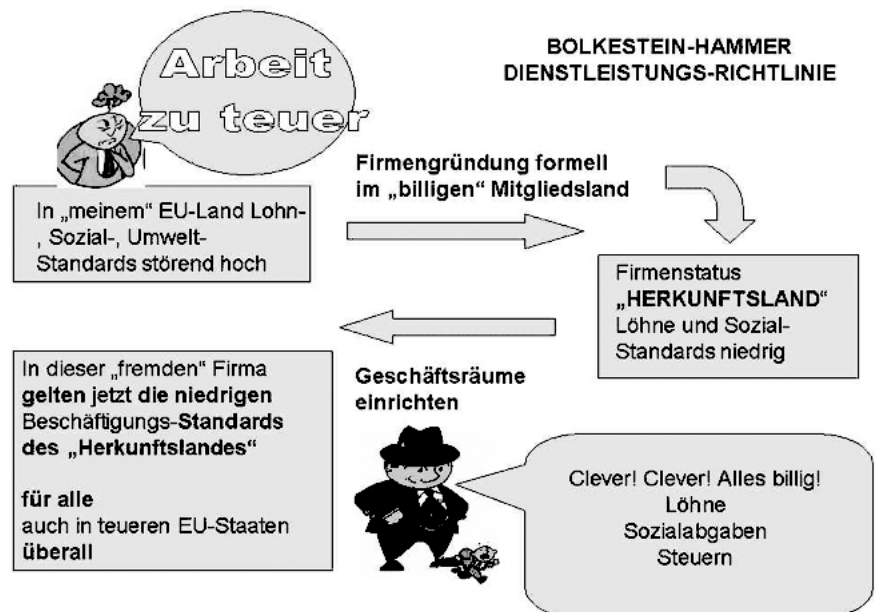 Arbeit
zu teuer
BOLKESTEIN-HAMMER
DIENSTLEISTUNGS-RICHTLINIE
In „meinem“ EU-Land Lohn-
, Sozial-, Umwelt-
Standards störend hoch
Firmengründung formell
im „billigen“ Mitgliedsland
Firmenstatus
„HERKUNFTSLAND“
Löhne und Sozial-
Standards niedrig
In dieser „fremden“ Firma
gelten jetzt die niedrigen
Beschäftigungs-Standards
des „Herkunftslandes“
für alle
auch in teueren EU-Staaten
überall
Geschäftsräume
einrichten
Clever! Clever! Alles billig!
Löhne
Sozialabgaben
Steuern